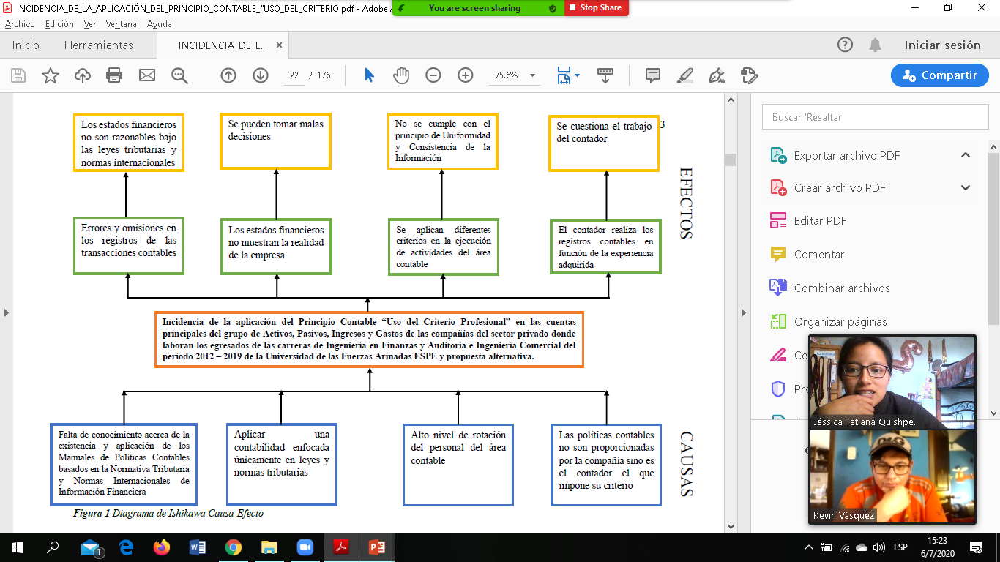 INCIDENCIA_DE_LA_APLICACIÓN_DEL_PRINCIPIO_CONTABLE_"USO_DEL_CRITERIO.pdf - Adobe
You are screen sharing
Stop Share
Archivo Edición Ver Ventana Ayuda
Inicio Herramientas INCIDENCIA_DE_L... × Iniciar sesión
22 / 176 75.6% Compartir
Los estados financieros
no son razonables bajo
las leyes tributarias y
normas internacionales
Se pueden tomar malas
decisiones
No se cumple con el
principio de Uniformidad
y Consistencia de la
Información
Se cuestiona el trabajo
del contador
3
EFECTOS
Errores y omisiones en
los registros de las
transacciones contables
Los estados financieros
no muestran la realidad
de la empresa
Se aplican diferentes
criterios en la ejecución
de actividades del área
contable
El contador realiza los
registros contables en
función de la experiencia
adquirida
Incidencia de la aplicación del Principio Contable “Uso del Criterio Profesional” en las cuentas
principales del grupo de Activos, Pasivos, Ingresos y Gastos de las compañías del sector privado donde
laboran los egresados de las carreras de Ingeniería en Finanzas y Auditoría e Ingeniería Comercial del
período 2012 – 2019 de la Universidad de las Fuerzas Armadas ESPE y propuesta alternativa.
Falta de conocimiento acerca de la
existencia y aplicación de los
Manuales de Políticas Contables
basados en la Normativa Tributaria
y Normas Internacionales de
Información Financiera
Aplicar una
contabilidad enfocada
únicamente en leyes y
normas tributarias
Alto nivel de rotación
del personal del área
contable
Las políticas contables
no son proporcionadas
por la compañía sino es
el contador el que
impone su criterio
CAUSAS
Figura 1 Diagrama de Ishikawa Causa-Efecto
Buscar 'Resaltar'
Exportar archivo PDF
Crear archivo PDF
Editar PDF
Comentar
Combinar archivos
Organizar páginas
Ce
Pro
Jéssica Tatiana Quishpe...
Kevin Vásquez
1
ESP
15:23
6/7/2020